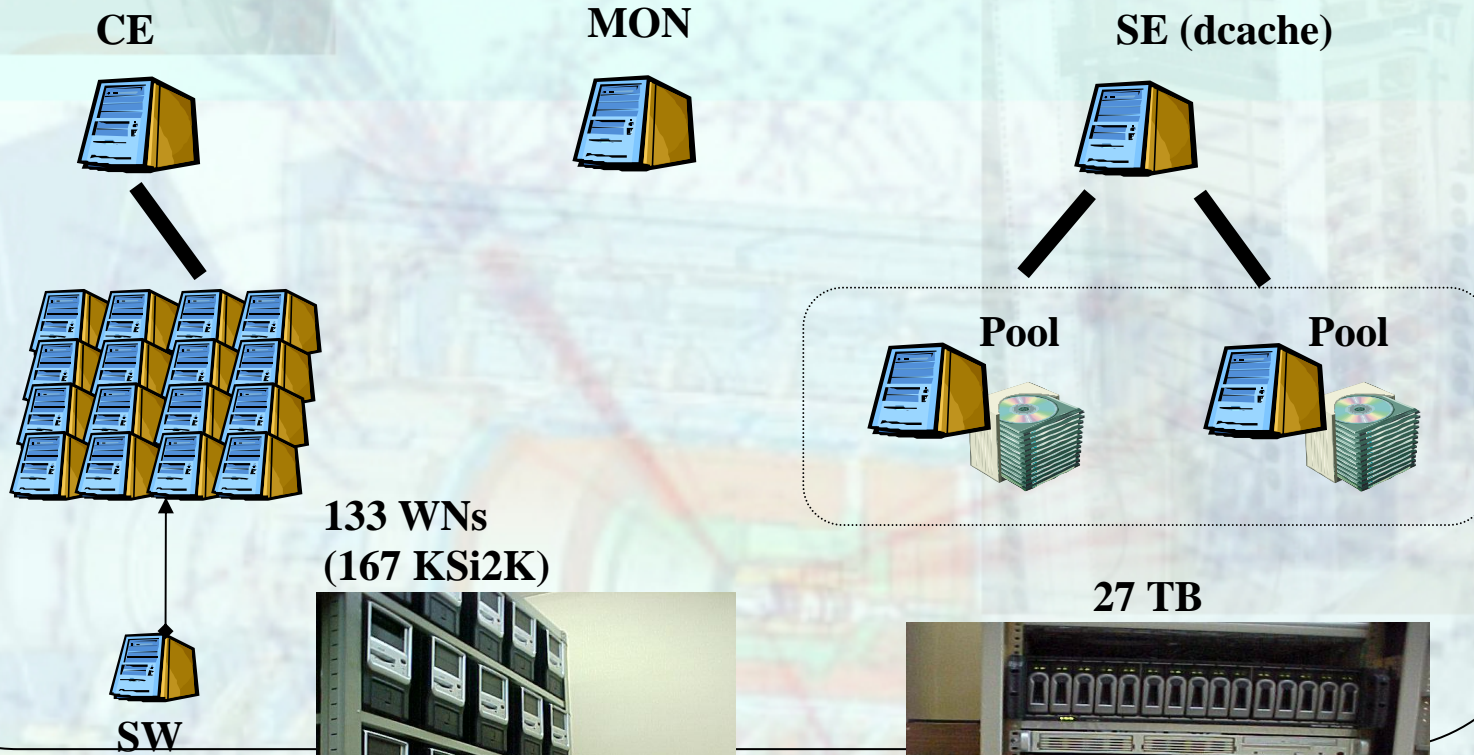 CE
MON
SE (dcache)
Pool
Pool
133 WNs
(167 KSi2K)
27 TB
SW